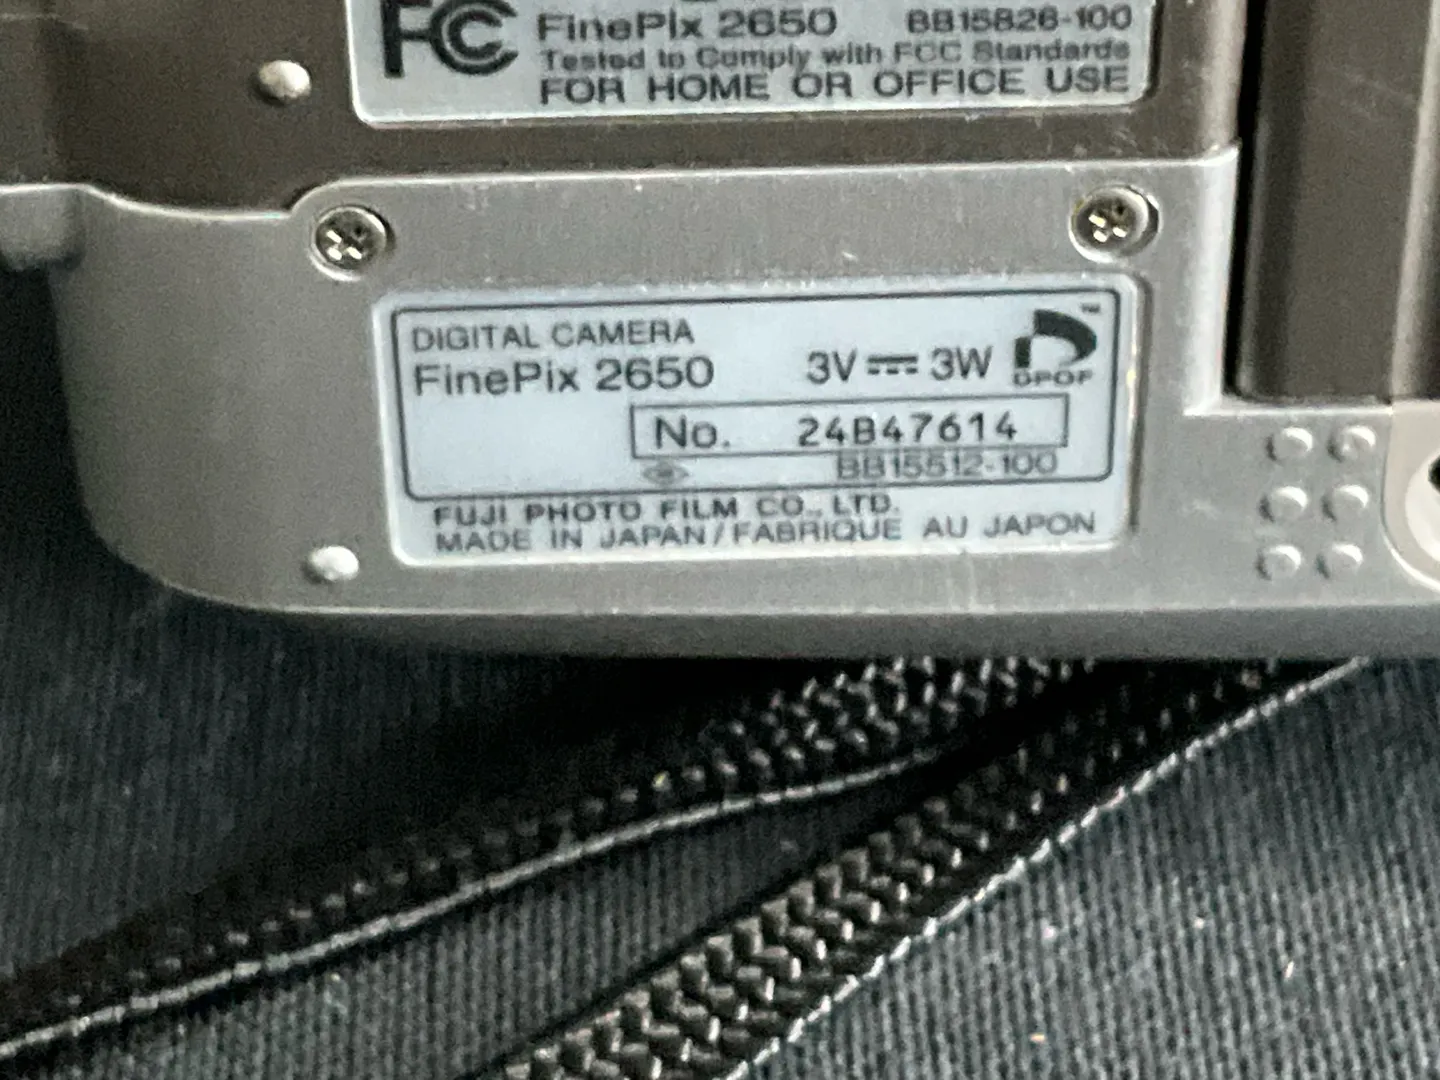 FC FinePix 2650 BB15826-100
Tested to Comply with FCC Standards
FOR HOME OR OFFICE USE
DIGITAL CAMERA
FinePix 2650 3V 3W DPOF™
No. 24B47614
BB15512-100
FUJI PHOTO FILM CO., LTD.
MADE IN JAPAN/FABRIQUE AU JAPON